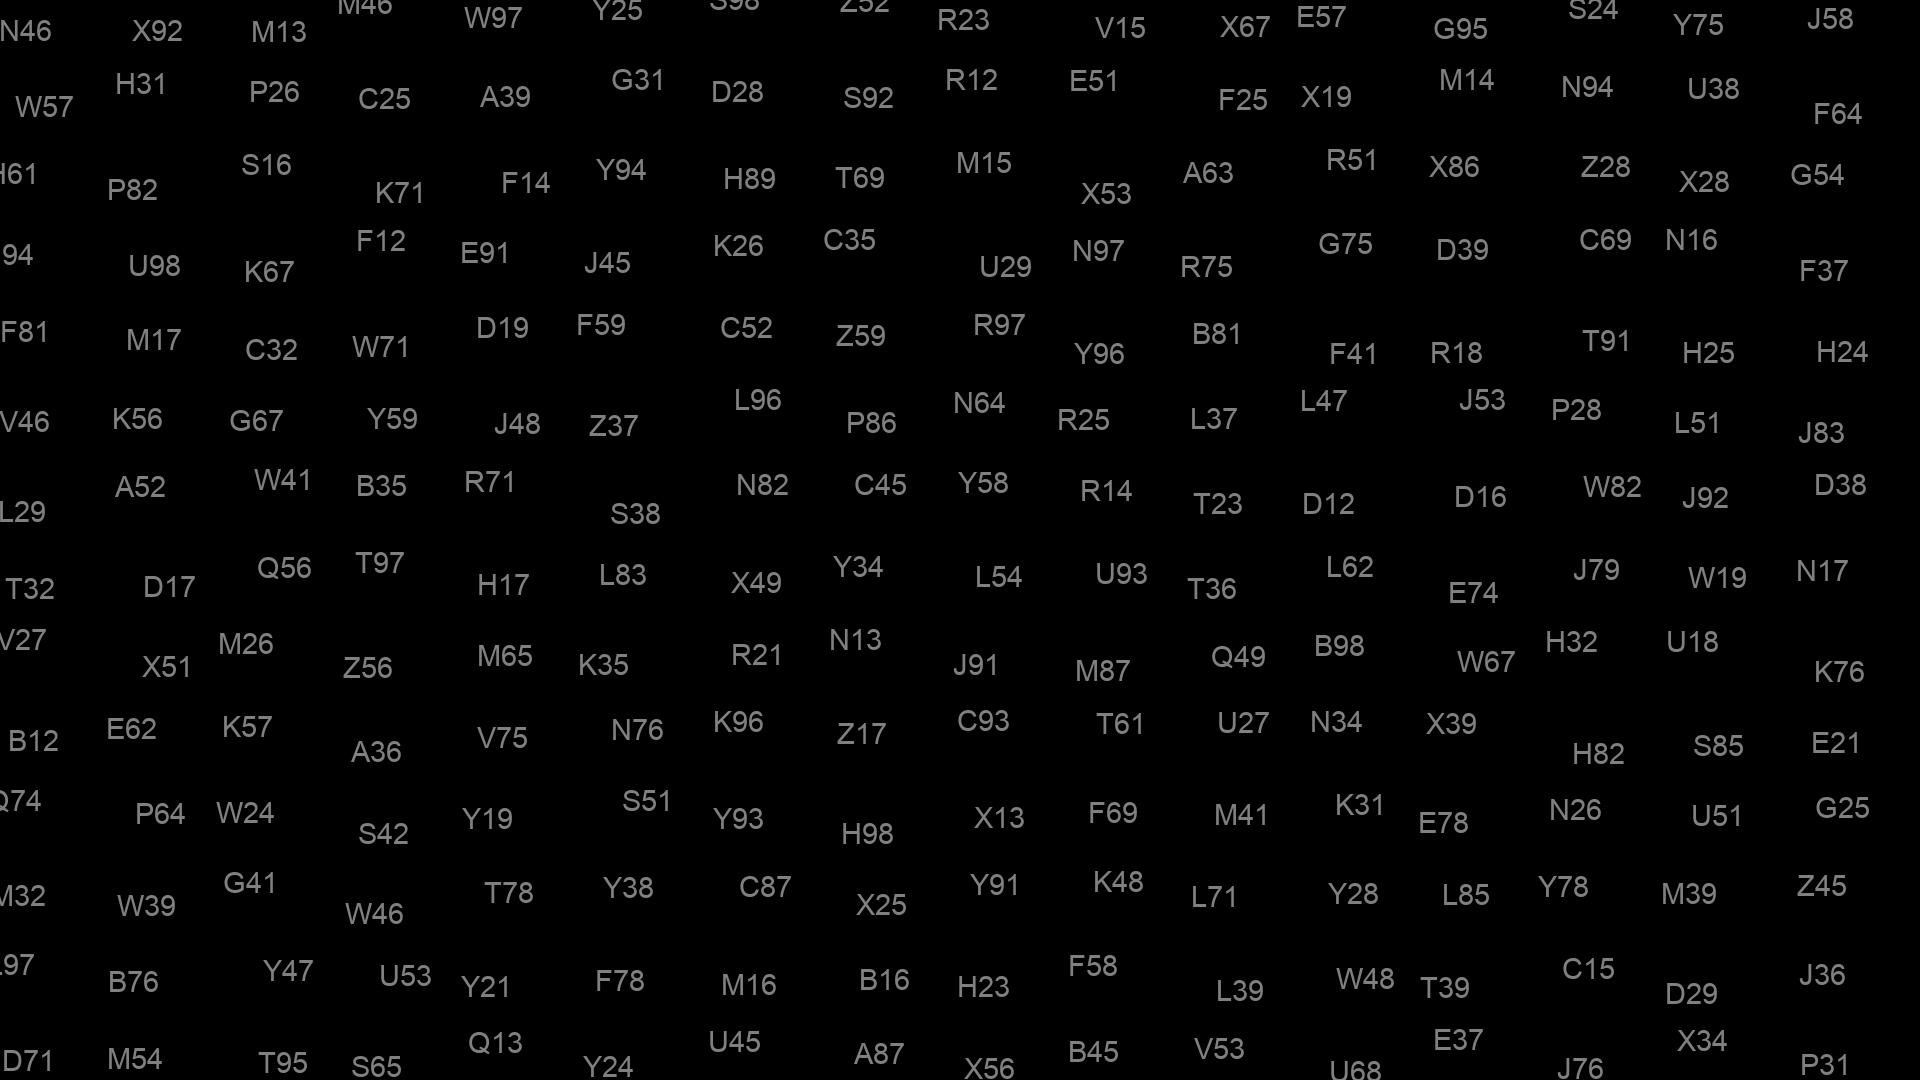 N46 X92 M13 M46 W97 Y25 S98 Z52 R23 V15 X67 E57 G95 S24 Y75 J58
W57 H31 P26 C25 A39 G31 D28 S92 R12 E51 F25 X19 M14 N94 U38 F64
H61 P82 S16 K71 F14 Y94 H89 T69 M15 X53 A63 R51 X86 Z28 X28 G54
94 U98 K67 F12 E91 J45 K26 C35 U29 N97 R75 G75 D39 C69 N16 F37
F81 M17 C32 W71 D19 F59 C52 Z59 R97 Y96 B81 F41 R18 T91 H25 H24
V46 K56 G67 Y59 J48 Z37 L96 P86 N64 R25 L37 L47 J53 P28 L51 J83
L29 A52 W41 B35 R71 S38 N82 C45 Y58 R14 T23 D12 D16 W82 J92 D38
T32 D17 Q56 T97 H17 L83 X49 Y34 L54 U93 T36 L62 E74 J79 W19 N17
V27 X51 M26 Z56 M65 K35 R21 N13 J91 M87 Q49 B98 W67 H32 U18 K76
B12 E62 K57 A36 V75 N76 K96 Z17 C93 T61 U27 N34 X39 H82 S85 E21
Q74 P64 W24 S42 Y19 S51 Y93 H98 X13 F69 M41 K31 E78 N26 U51 G25
M32 W39 G41 W46 T78 Y38 C87 X25 Y91 K48 L71 Y28 L85 Y78 M39 Z45
97 B76 Y47 U53 Y21 F78 M16 B16 H23 F58 L39 W48 T39 C15 D29 J36
D71 M54 T95 S65 Q13 Y24 U45 A87 X56 B45 V53 U68 E37 J76 X34 P31